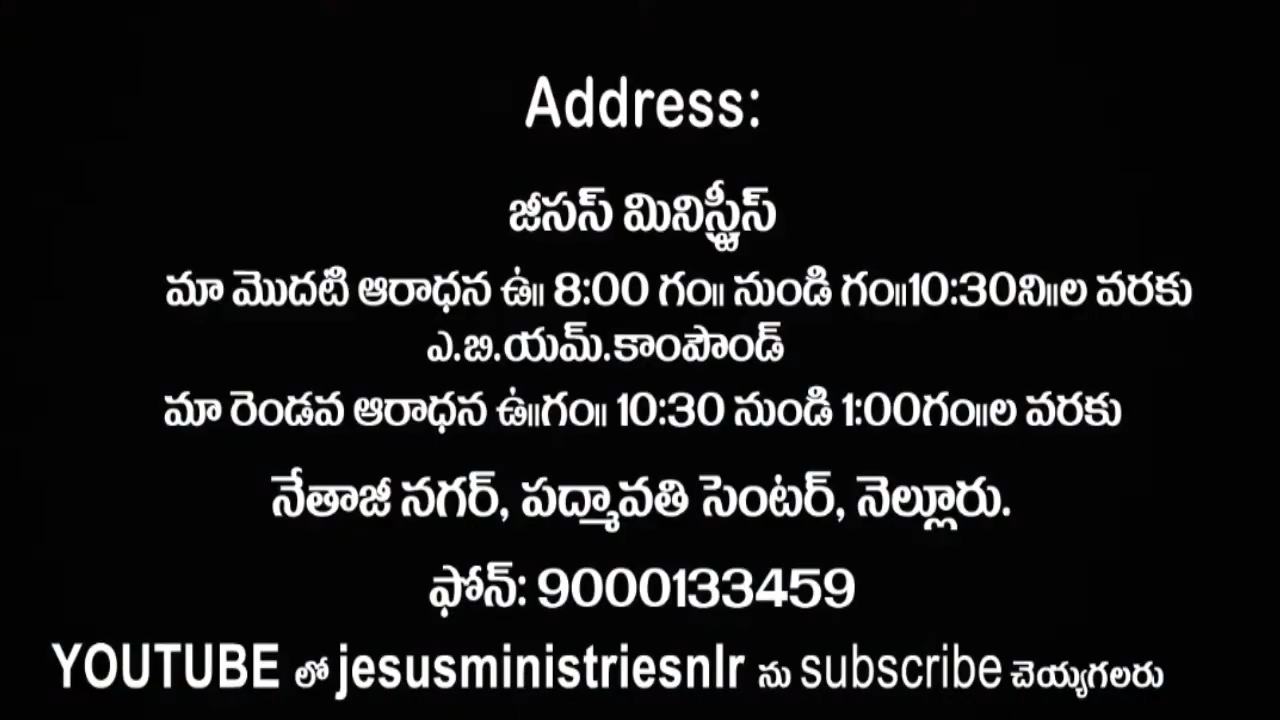 Address:
జీసస్ మినిస్ట్రీస్
మా మొదటి ఆరాధన ఉ॥ 8:00 గం॥ నుండి గం॥10:30ని॥ల వరకు
ఎ.బి.యమ్.కాంపౌండ్
మా రెండవ ఆరాధన ఉ॥గం॥ 10:30 నుండి 1:00గం॥ల వరకు
నేతాజీ నగర్, పద్మావతి సెంటర్, నెల్లూరు.
ఫోన్: 9000133459
YOUTUBE లో jesusministriesnlr ను subscribe చెయ్యగలరు